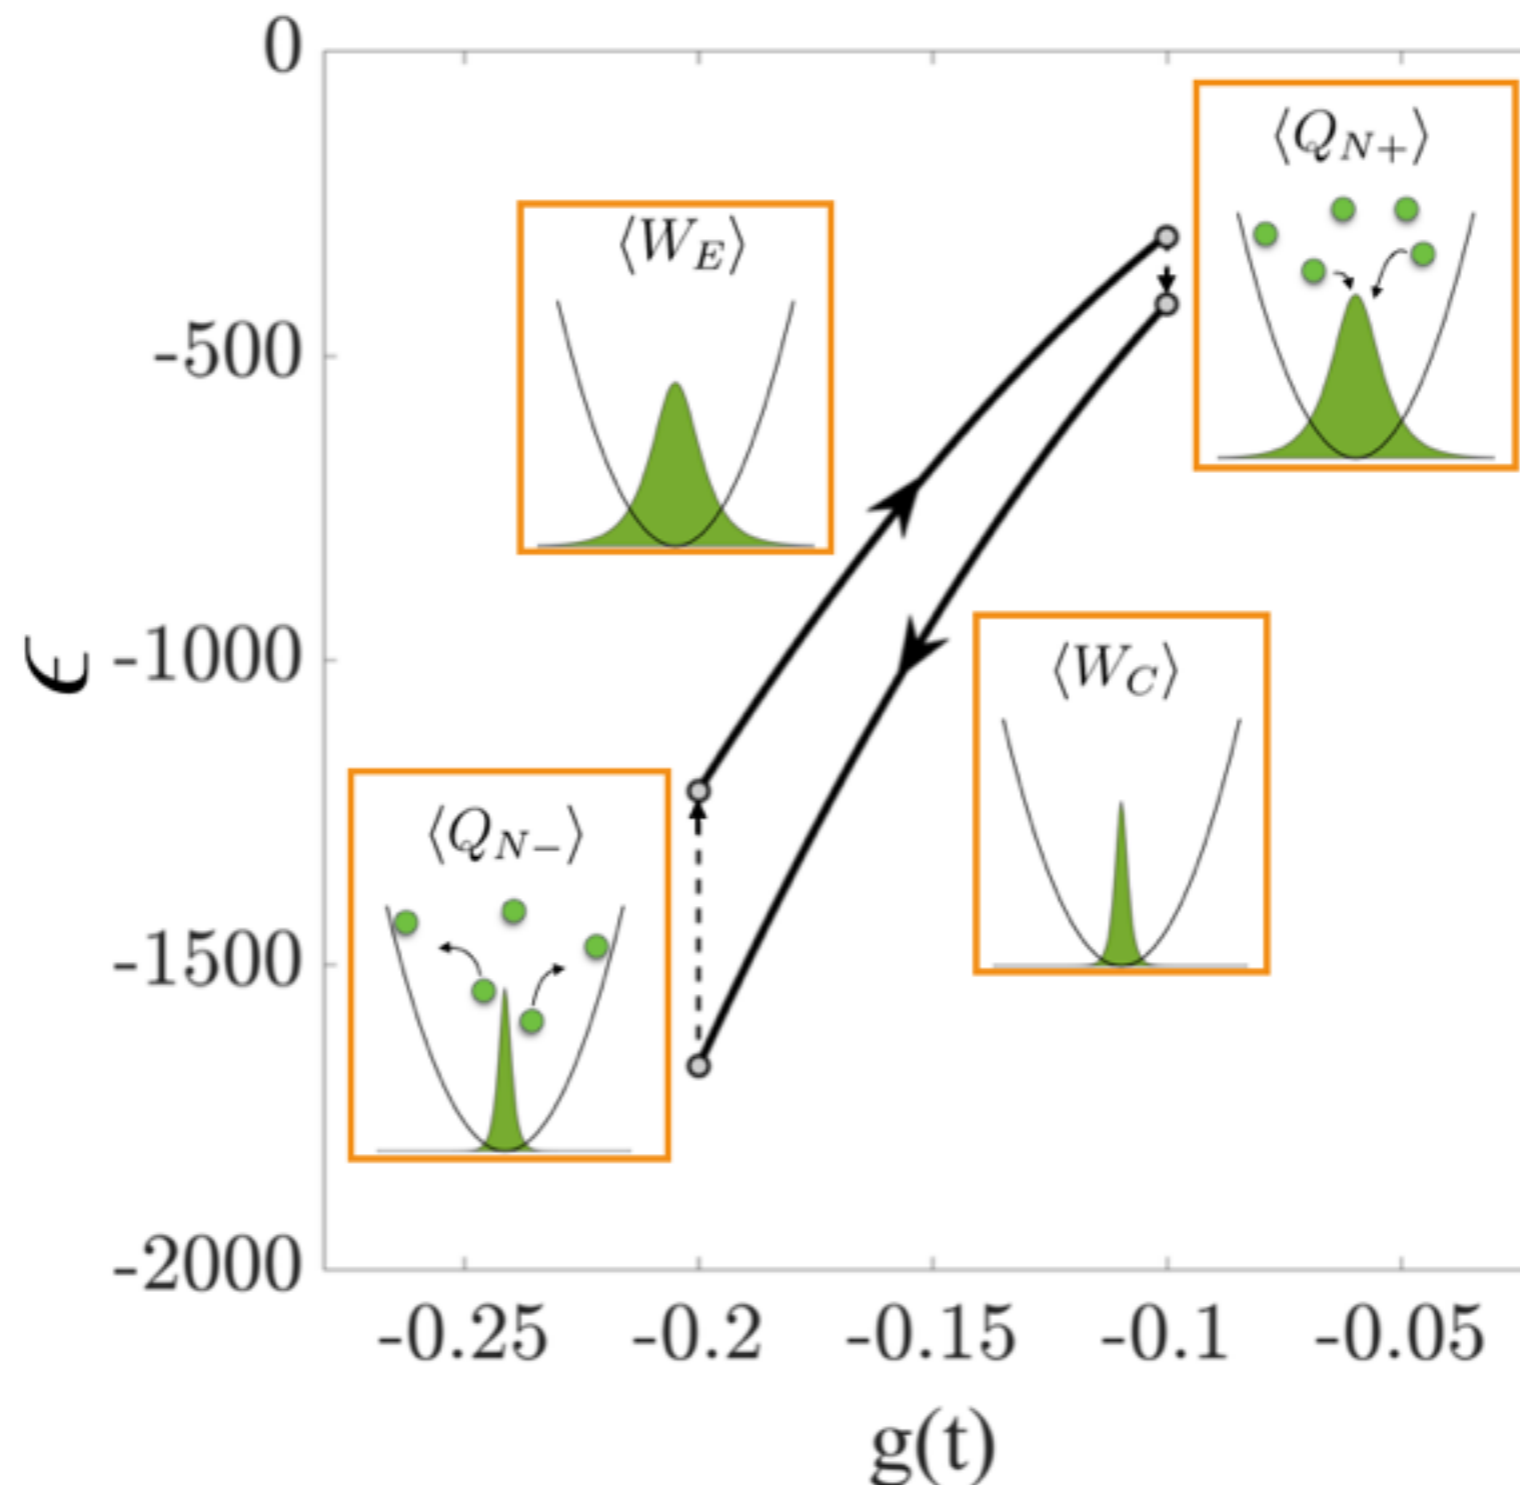 0
⟨Q_{N+}⟩
⟨W_E⟩
-500
⟨W_C⟩
ϵ
-1000
⟨Q_{N−}⟩
-1500
-2000
-0.25 -0.2 -0.15 -0.1 -0.05
g(t)